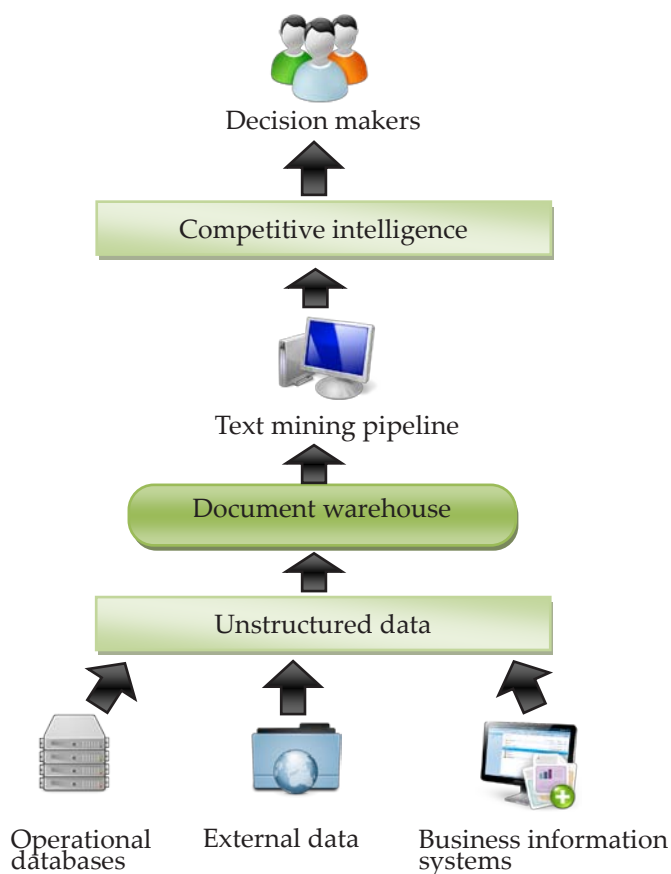 Decision makers
Competitive intelligence
Text mining pipeline
Document warehouse
Unstructured data
Operational
databases
External data
Business information
systems